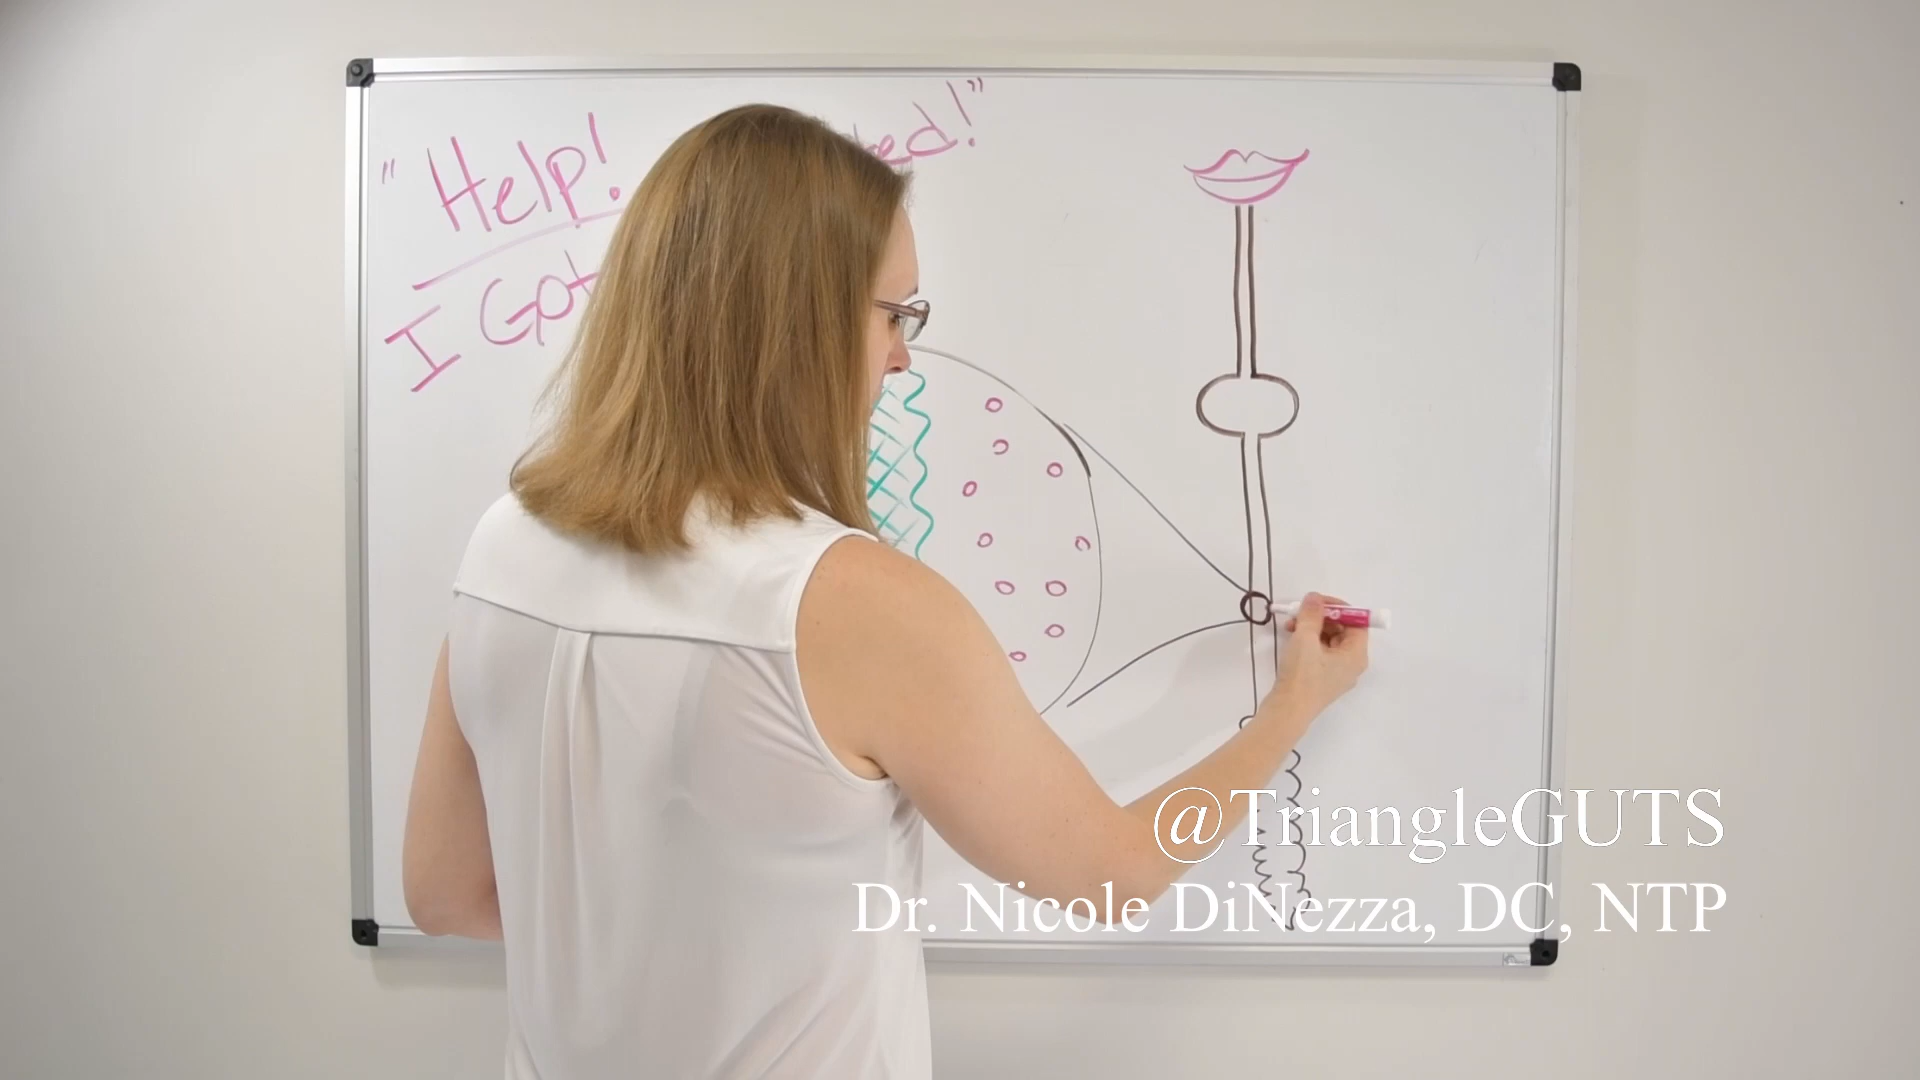 "Help!
ed!"
I Got
@TriangleGUTS
Dr. Nicole DiNezza, DC, NTP